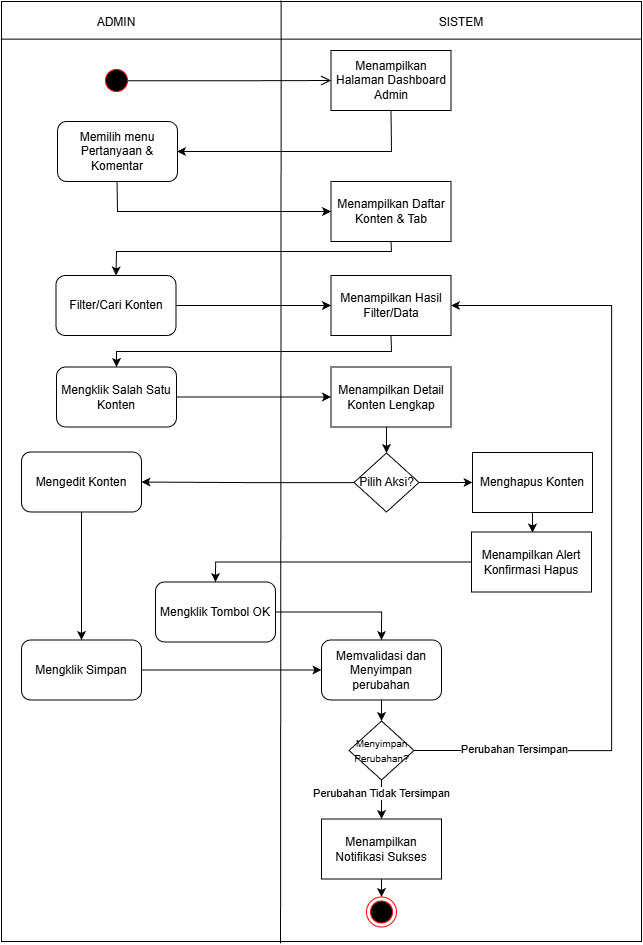 ADMIN
SISTEM
Menampilkan
Halaman Dashboard
Admin
Memilih menu
Pertanyaan &
Komentar
Menampilkan Daftar
Konten & Tab
Filter/Cari Konten
Menampilkan Hasil
Filter/Data
Mengklik Salah Satu
Konten
Menampilkan Detail
Konten Lengkap
Mengedit Konten
Pilih Aksi?
Menghapus Konten
Menampilkan Alert
Konfirmasi Hapus
Mengklik Tombol OK
Mengklik Simpan
Memvalidasi dan
Menyimpan
perubahan
Menyimpan
Perubahan?
Perubahan Tersimpan
Perubahan Tidak Tersimpan
Menampilkan
Notifikasi Sukses